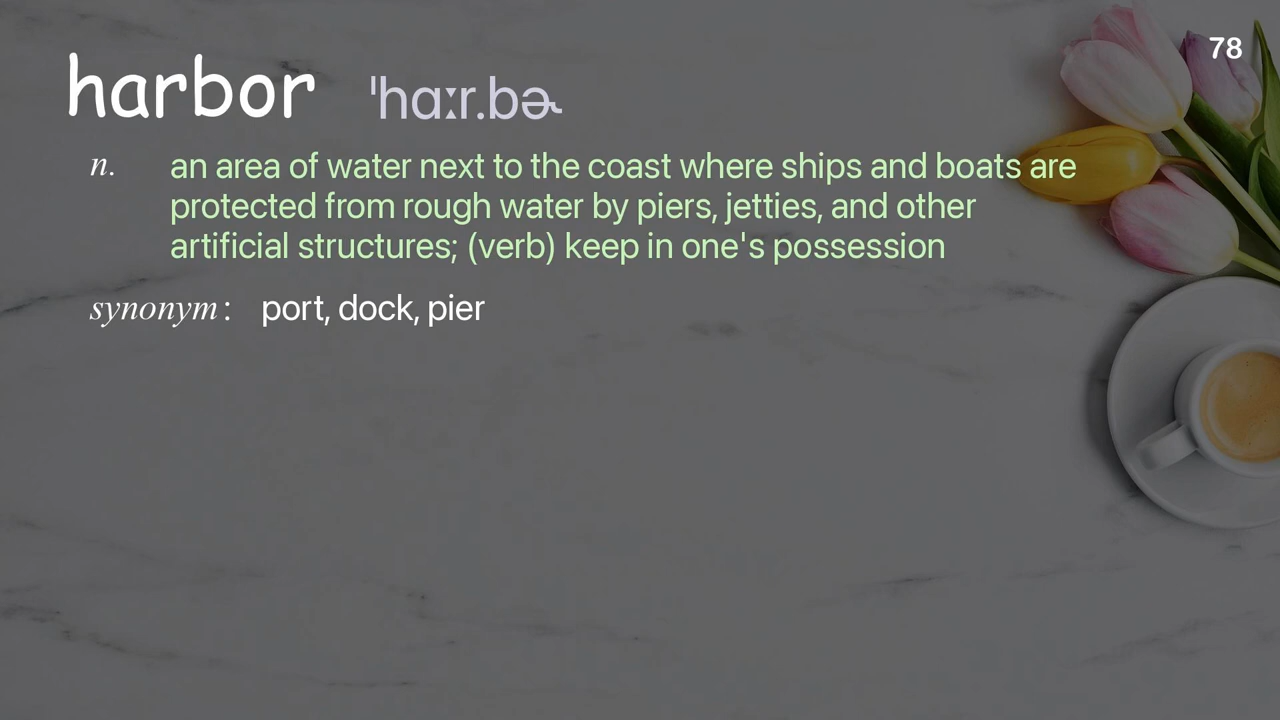 78
harbor ˈhɑːr.bɚ
n. an area of water next to the coast where ships and boats are
protected from rough water by piers, jetties, and other
artificial structures; (verb) keep in one's possession
synonym: port, dock, pier